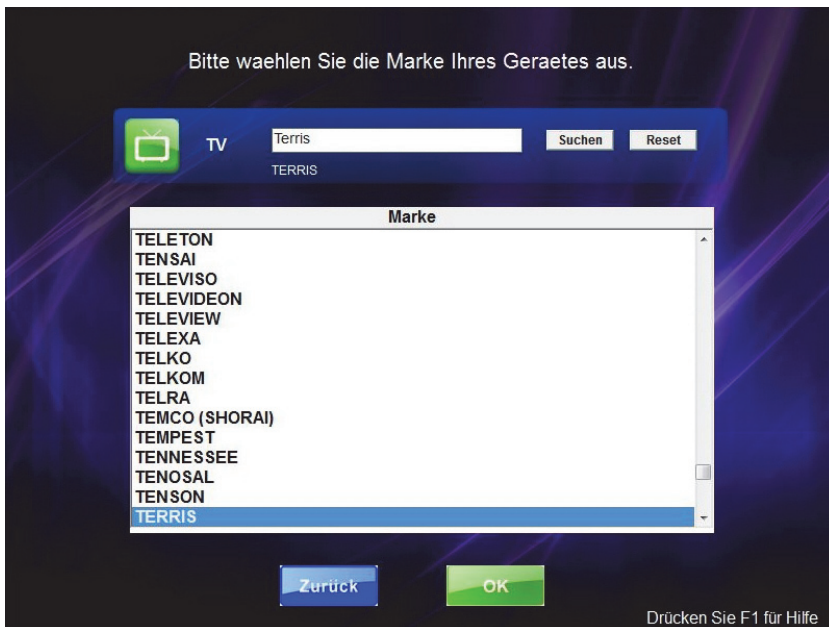 Bitte waehlen Sie die Marke Ihres Geraetes aus.
TV Terris Suchen Reset
TERRIS
Marke
TELETON
TENSAI
TELEVISO
TELEVIDEON
TELEVIEW
TELEXA
TELKO
TELKOM
TELRA
TEMCO (SHORAI)
TEMPEST
TENNESSEE
TENOSAL
TENSON
TERRIS
Zurück OK
Drücken Sie F1 für Hilfe